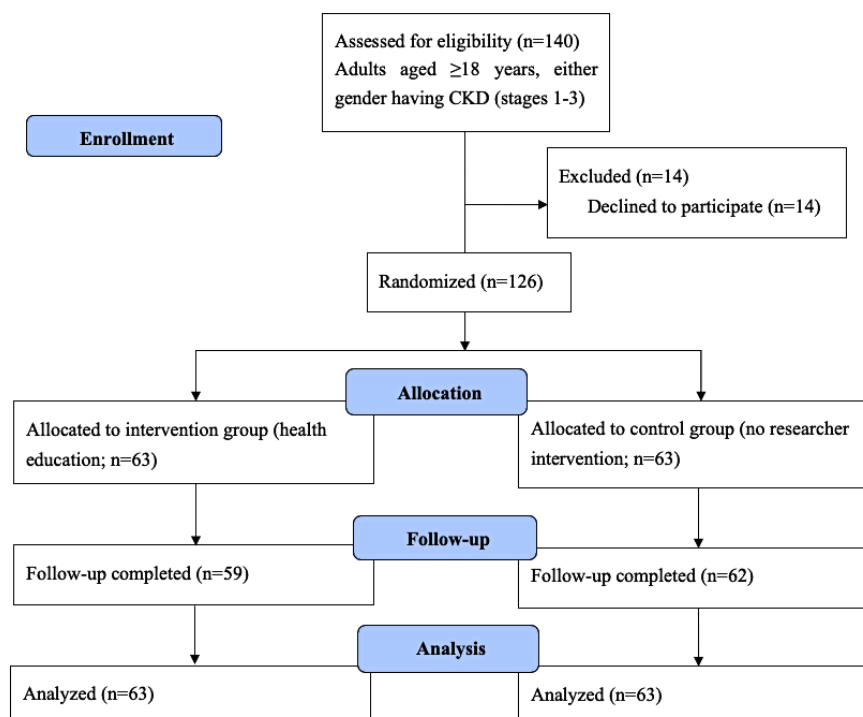 Assessed for eligibility (n=140)
Adults aged ≥18 years, either
gender having CKD (stages 1-3)
Enrollment
Excluded (n=14)
Declined to participate (n=14)
Randomized (n=126)
Allocation
Allocated to intervention group (health
education; n=63)
Allocated to control group (no researcher
intervention; n=63)
Follow-up
Follow-up completed (n=59)
Follow-up completed (n=62)
Analysis
Analyzed (n=63)
Analyzed (n=63)